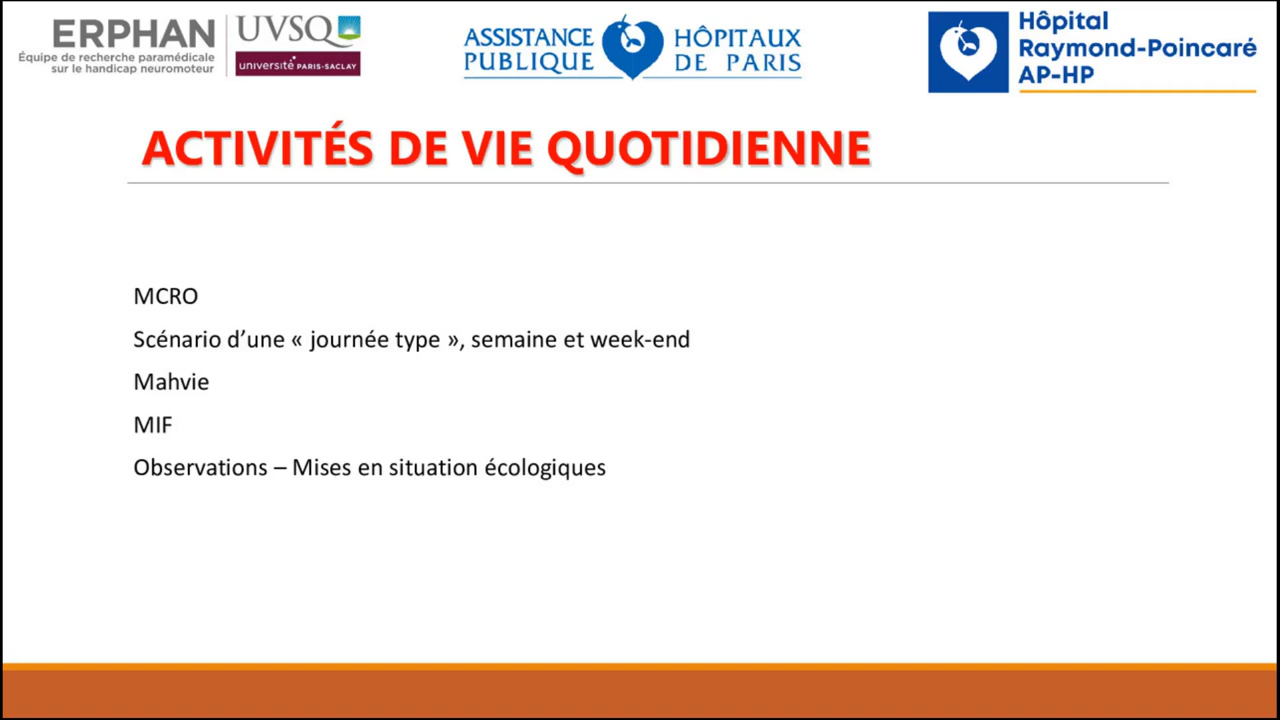 ERPHAN
Équipe de recherche paramédicale
sur le handicap neuromoteur
UVSQ
université PARIS-SACLAY
ASSISTANCE PUBLIQUE
HÔPITAUX DE PARIS
Hôpital
Raymond-Poincaré
AP-HP
ACTIVITÉS DE VIE QUOTIDIENNE
MCRO
Scénario d’une « journée type », semaine et week-end
Mahvie
MIF
Observations – Mises en situation écologiques